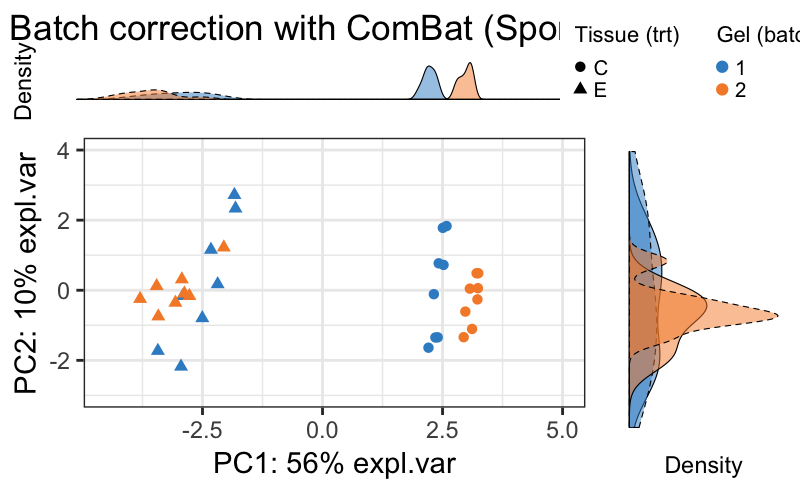 Batch correction with ComBat (Spo
Tissue (trt)
C
E
Gel (batc
1
2
Density
PC2: 10% expl.var
4
2
0
-2
-2.5
0.0
2.5
5.0
PC1: 56% expl.var
Density